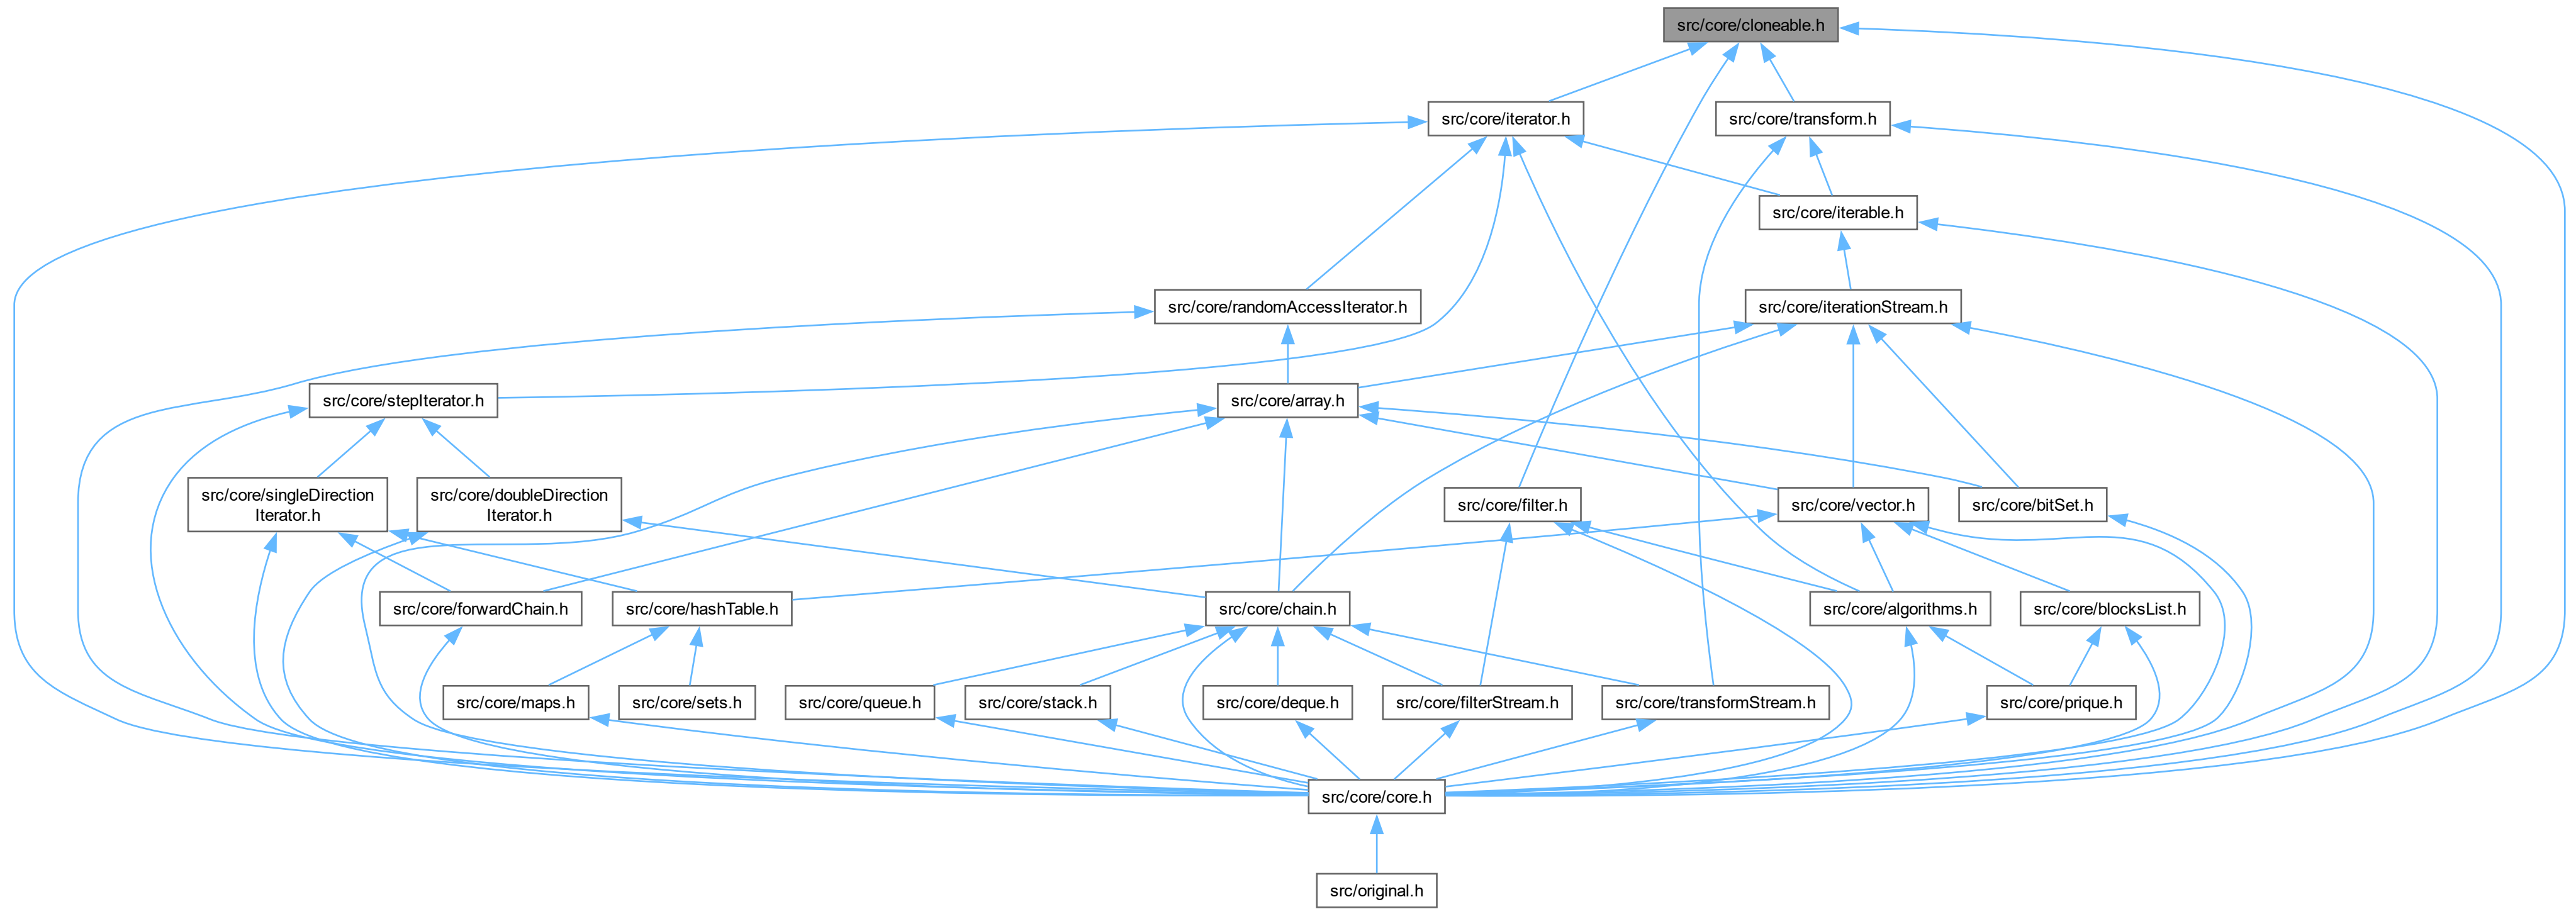 src/core/cloneable.h
src/core/iterator.h
src/core/transform.h
src/core/iterable.h
src/core/randomAccessIterator.h
src/core/iterationStream.h
src/core/stepIterator.h
src/core/array.h
src/core/singleDirection
Iterator.h
src/core/doubleDirection
Iterator.h
src/core/filter.h
src/core/vector.h
src/core/bitSet.h
src/core/forwardChain.h
src/core/hashTable.h
src/core/chain.h
src/core/algorithms.h
src/core/blocksList.h
src/core/maps.h
src/core/sets.h
src/core/queue.h
src/core/stack.h
src/core/deque.h
src/core/filterStream.h
src/core/transformStream.h
src/core/prique.h
src/core/core.h
src/original.h